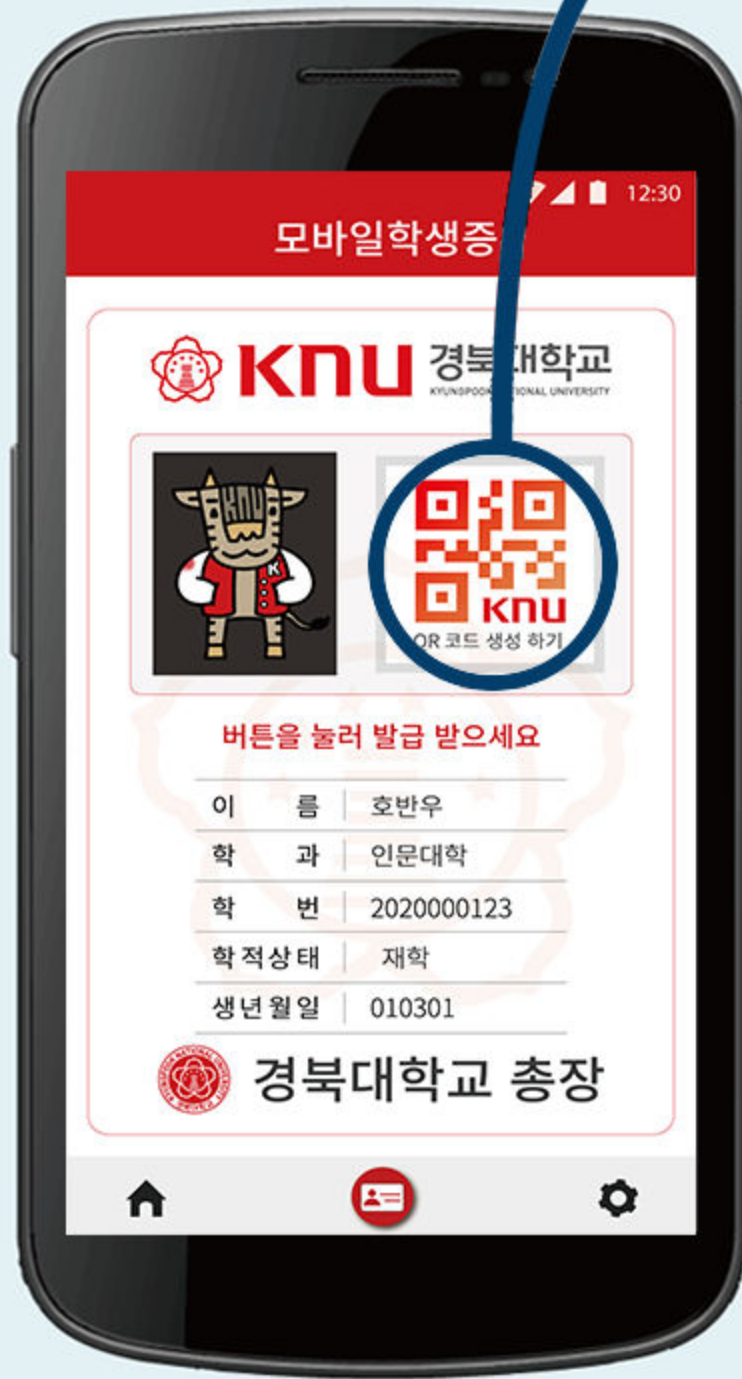 12:30
모바일학생증
KNU 경북대학교
KYUNGPOOK NATIONAL UNIVERSITY
KNU
K
KNU
QR 코드 생성 하기
버튼을 눌러 발급 받으세요
이 름 호반우
학 과 인문대학
학 번 2020000123
학적상태 재학
생년월일 010301
경북대학교 총장